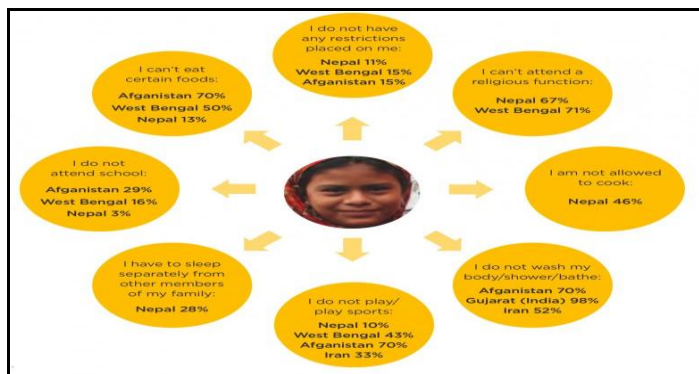 I do not have
any restrictions
placed on me:
Nepal 11%
West Bengal 15%
Afganistan 15%
I can't attend a
religious function:
Nepal 67%
West Bengal 71%
I am not allowed
to cook:
Nepal 46%
I do not wash my
body/shower/bathe:
Afganistan 70%
Gujarat (India) 98%
Iran 52%
I do not play/
play sports:
Nepal 10%
West Bengal 43%
Afganistan 70%
Iran 33%
I have to sleep
separately from
other members
of my family:
Nepal 28%
I do not
attend school:
Afganistan 29%
West Bengal 16%
Nepal 3%
I can't eat
certain foods:
Afganistan 70%
West Bengal 50%
Nepal 13%